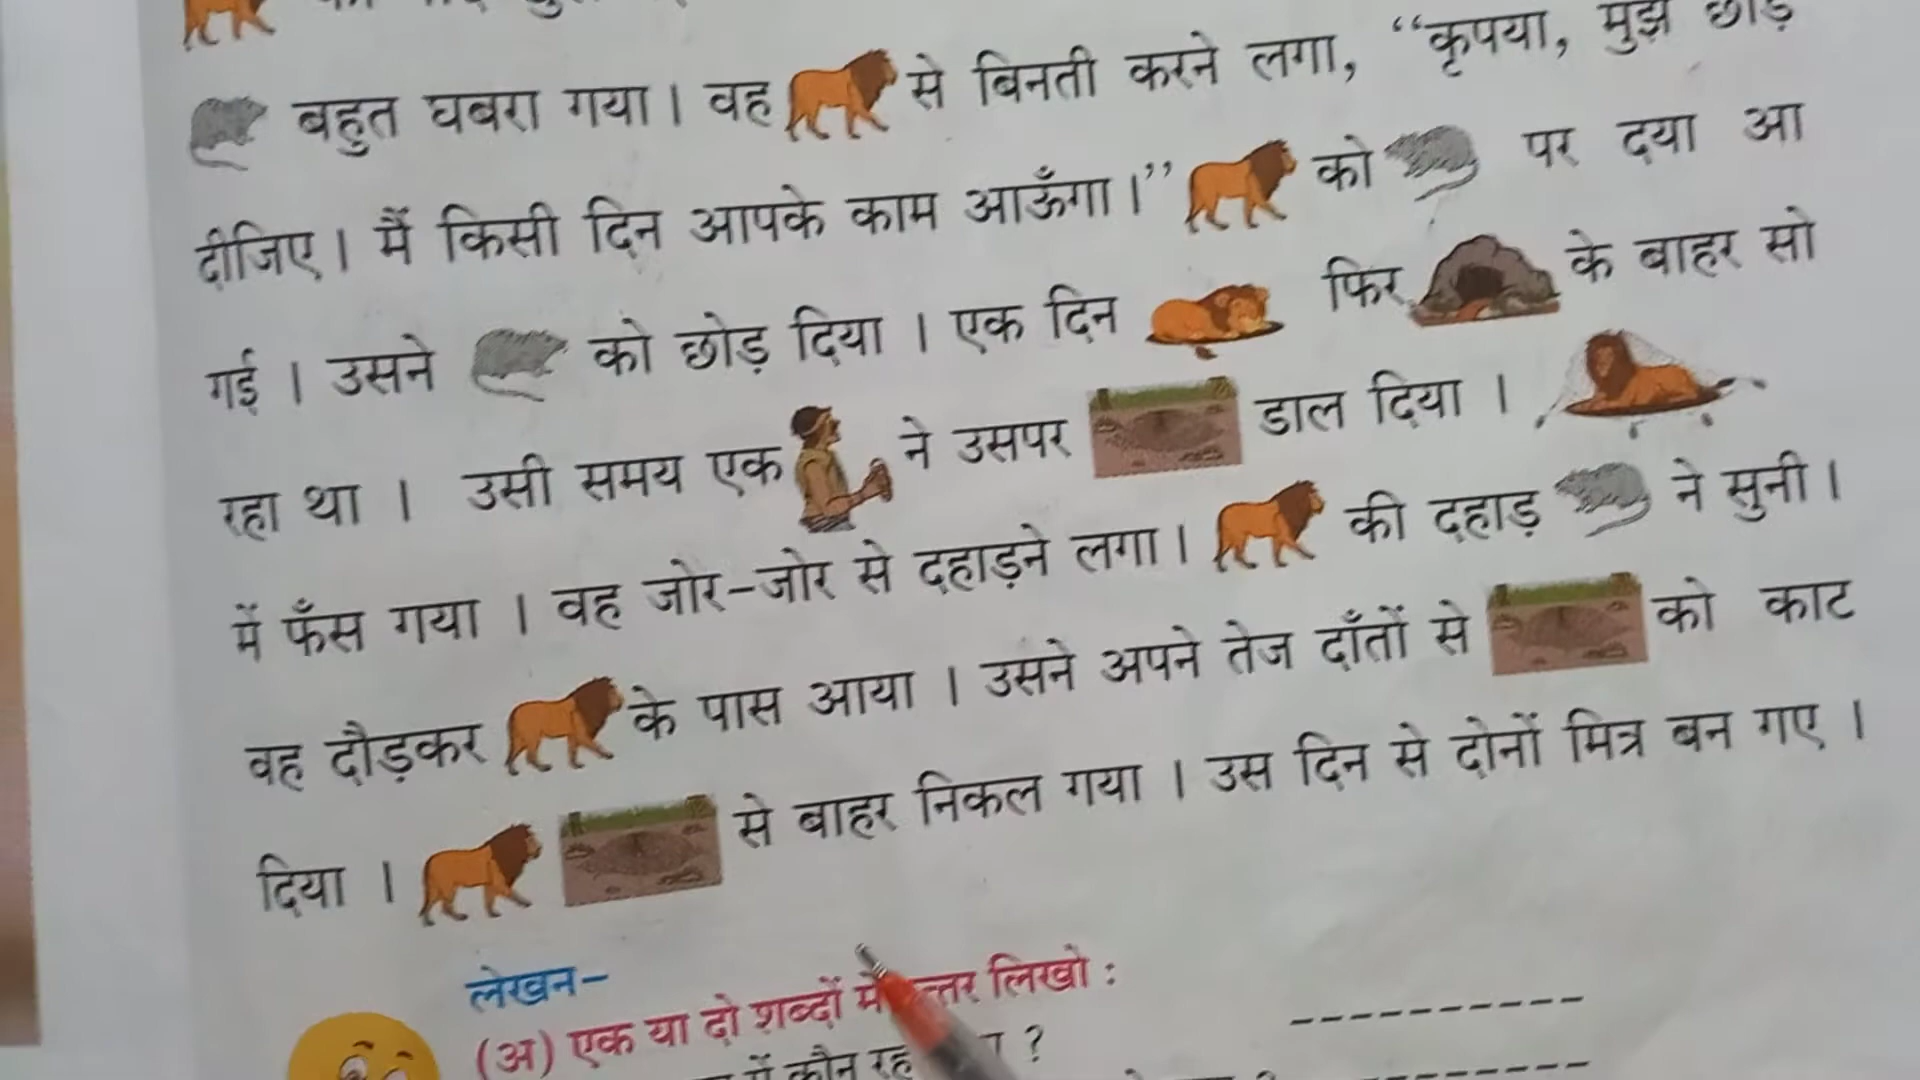 बहुत घबरा गया । वह से बिनती करने लगा, “कृपया, मुझे छोड़
दीजिए । मैं किसी दिन आपके काम आऊँगा ।” को पर दया आ
गई । उसने को छोड़ दिया । एक दिन फिर के बाहर सो
रहा था । उसी समय एक ने उसपर डाल दिया ।
में फँस गया । वह जोर-जोर से दहाड़ने लगा । की दहाड़ ने सुनी ।
वह दौड़कर के पास आया । उसने अपने तेज दाँतों से को काट
दिया । से बाहर निकल गया । उस दिन से दोनों मित्र बन गए ।
लेखन-
(अ) एक या दो शब्दों में उत्तर लिखो :
में कौन ?